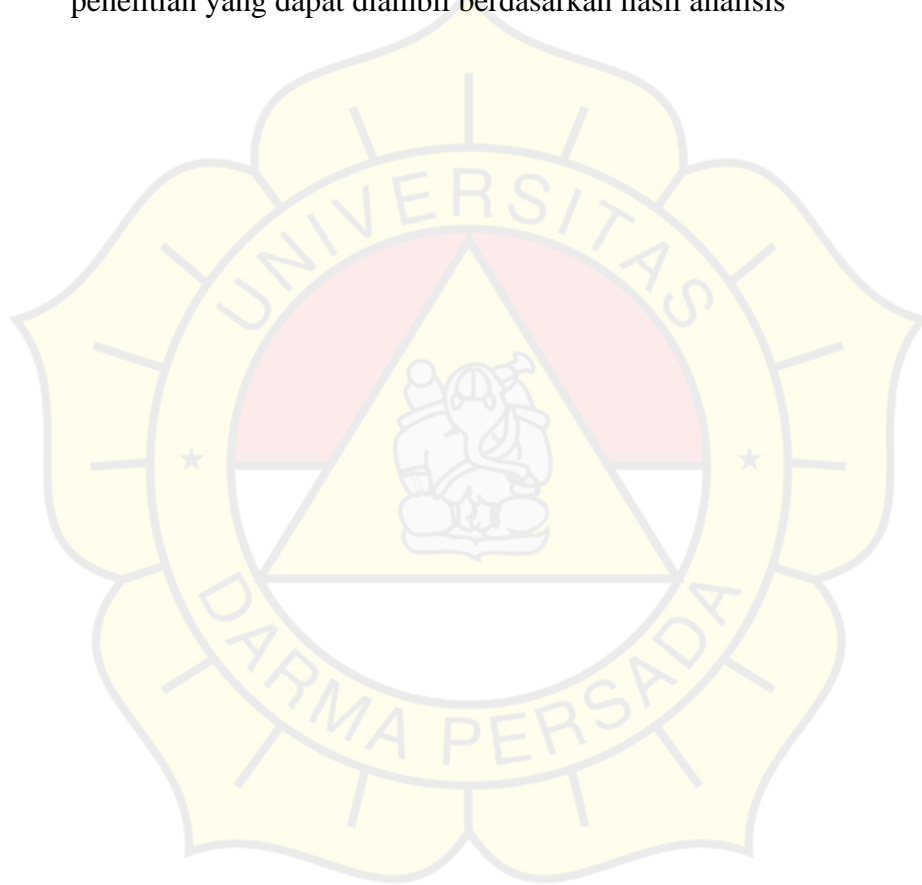 penelitian yang dapat diambil berdasarkan hasil analisis
UNIVERSITAS
DARMA PERSADA